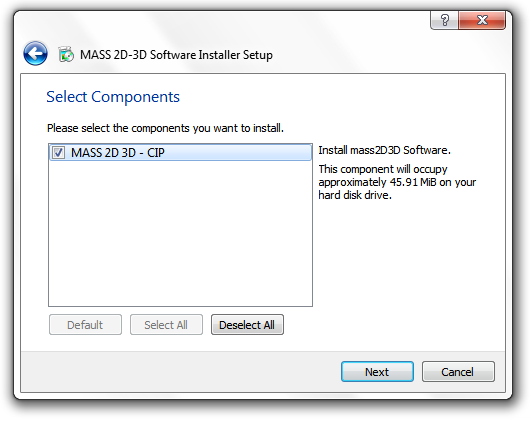 MASS 2D-3D Software Installer Setup
Select Components
Please select the components you want to install.
MASS 2D 3D - CIP
Install mass2D3D Software.
This component will occupy
approximately 45.91 MiB on your
hard disk drive.
Default
Select All
Deselect All
Next
Cancel